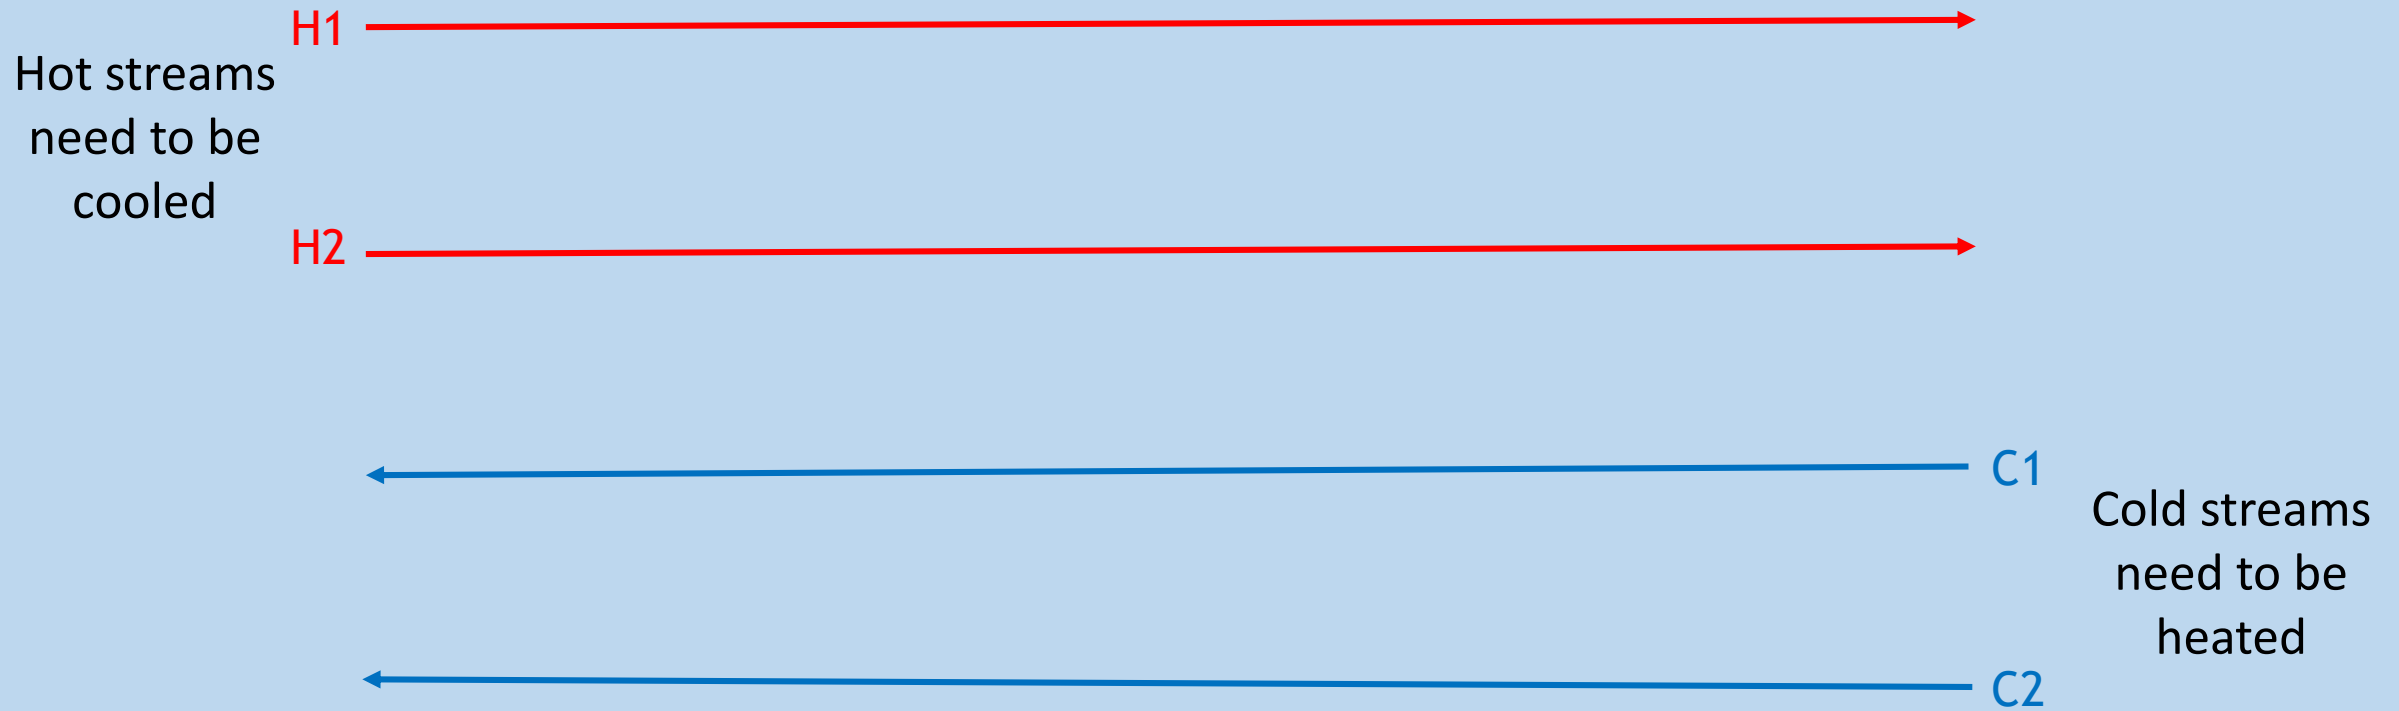 H1
Hot streams
need to be
cooled
H2
C1
Cold streams
need to be
heated
C2